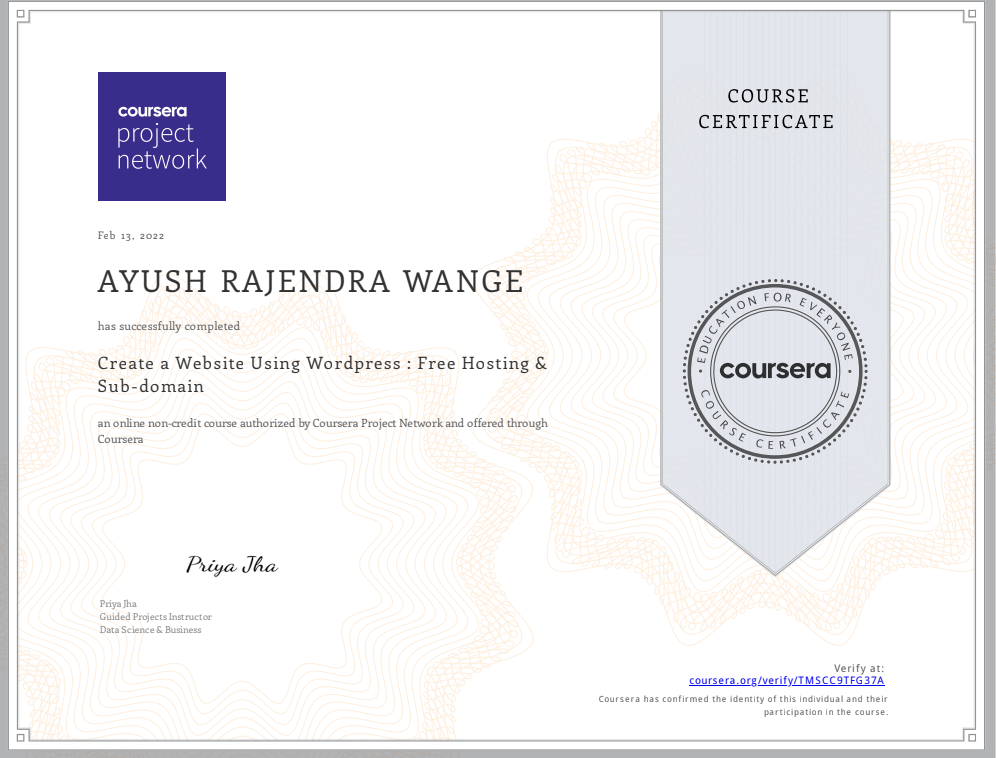 coursera
project
network
COURSE
CERTIFICATE
Feb 13, 2022
AYUSH RAJENDRA WANGE
has successfully completed
Create a Website Using Wordpress : Free Hosting &
Sub-domain
an online non-credit course authorized by Coursera Project Network and offered through
Coursera
EDUCATION FOR EVERYONE
coursera
COURSE CERTIFICATE
Priya Jha
Priya Jha
Guided Projects Instructor
Data Science & Business
Verify at:
coursera.org/verify/TMSCC9TFG37A
Coursera has confirmed the identity of this individual and their
participation in the course.